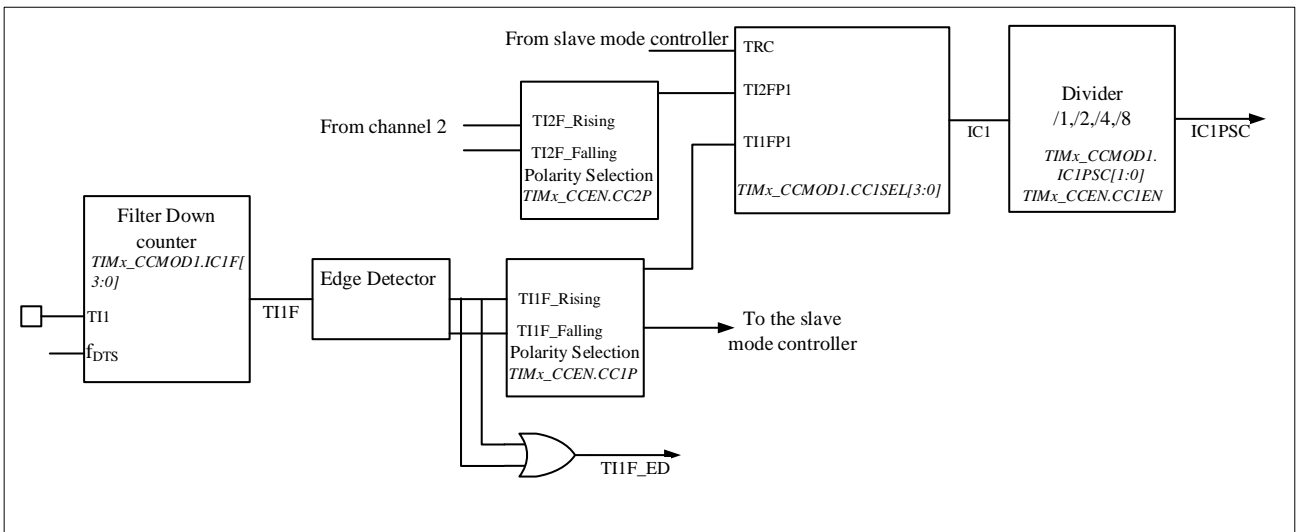 From slave mode controller
TRC
TI2FP1
TI1FP1
TIMx_CCMOD1.CC1SEL[3:0]
IC1
Divider
/1,/2,/4,/8
TIMx_CCMOD1.
IC1PSC[1:0]
TIMx_CCEN.CC1EN
IC1PSC
From channel 2
TI2F_Rising
TI2F_Falling
Polarity Selection
TIMx_CCEN.CC2P
Filter Down
counter
TIMx_CCMOD1.IC1F[
3:0]
TI1
fDTS
TI1F
Edge Detector
TI1F_Rising
TI1F_Falling
Polarity Selection
TIMx_CCEN.CC1P
To the slave
mode controller
TI1F_ED